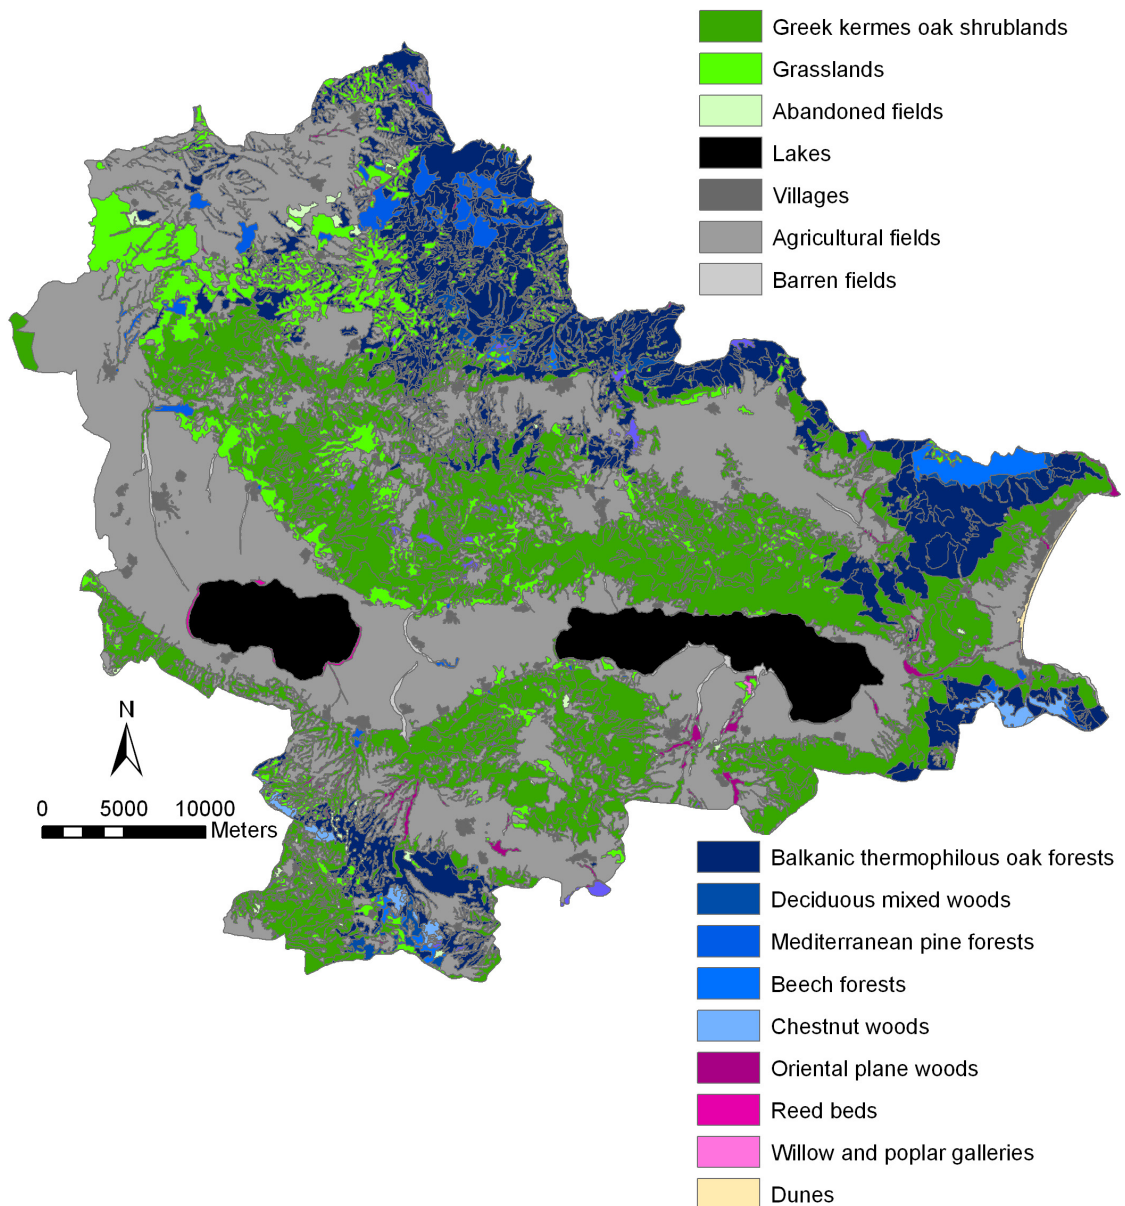 Greek kermes oak shrublands
Grasslands
Abandoned fields
Lakes
Villages
Agricultural fields
Barren fields
N
0 5000 10000
Meters
Balkanic thermophilous oak forests
Deciduous mixed woods
Mediterranean pine forests
Beech forests
Chestnut woods
Oriental plane woods
Reed beds
Willow and poplar galleries
Dunes